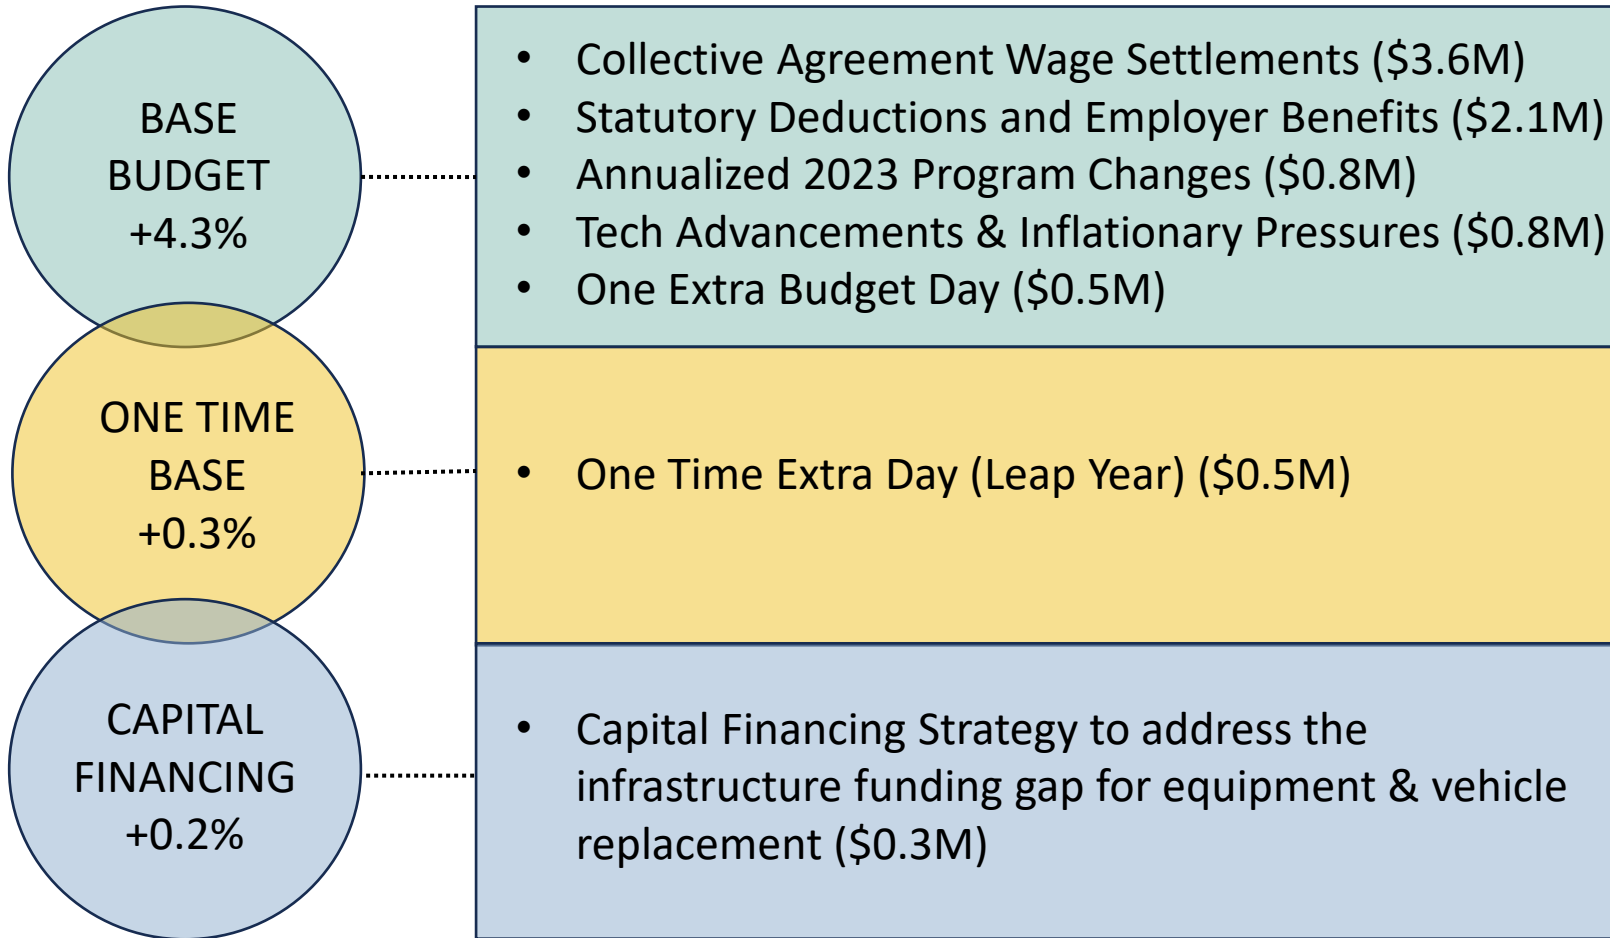 BASE
BUDGET
+4.3%
• Collective Agreement Wage Settlements ($3.6M)
• Statutory Deductions and Employer Benefits ($2.1M)
• Annualized 2023 Program Changes ($0.8M)
• Tech Advancements & Inflationary Pressures ($0.8M)
• One Extra Budget Day ($0.5M)
ONE TIME
BASE
+0.3%
• One Time Extra Day (Leap Year) ($0.5M)
CAPITAL
FINANCING
+0.2%
• Capital Financing Strategy to address the
infrastructure funding gap for equipment & vehicle
replacement ($0.3M)